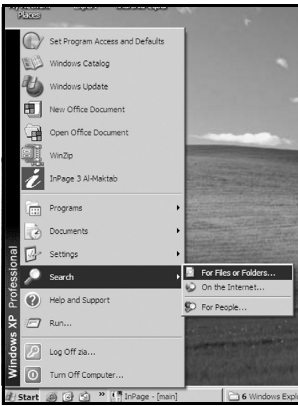 Places
Set Program Access and Defaults
Windows Catalog
Windows Update
New Office Document
Open Office Document
WinZip
InPage 3 Al-Maktab
Programs
Documents
Settings
Search
For Files or Folders...
On the Internet...
For People...
Help and Support
Run...
Log Off zia...
Turn Off Computer...
Windows XP Professional
Start
InPage - [main]
6 Windows Expl